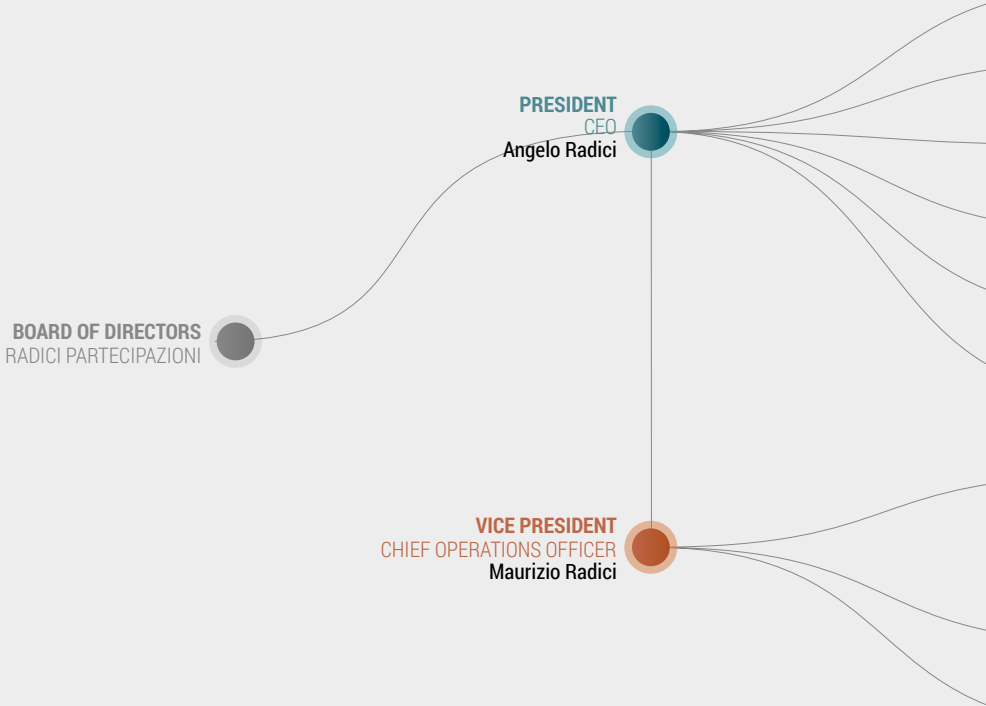 PRESIDENT
CEO
Angelo Radici
BOARD OF DIRECTORS
RADICI PARTECIPAZIONI
VICE PRESIDENT
CHIEF OPERATIONS OFFICER
Maurizio Radici